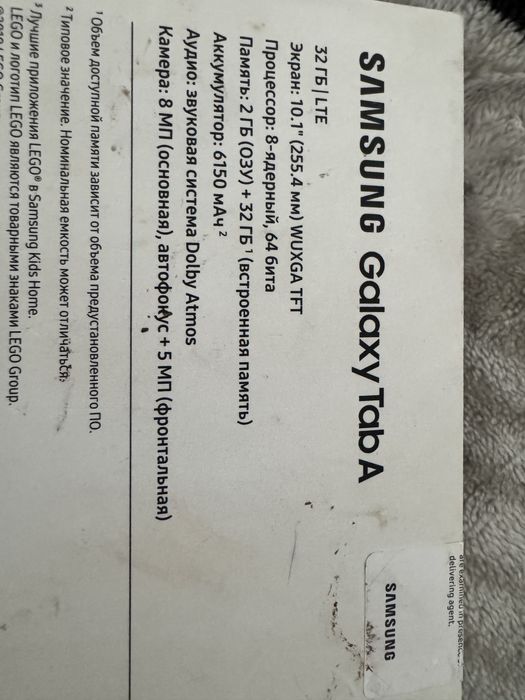 SAMSUNG Galaxy Tab A
32 ГБ | LTE
Экран: 10.1" (255.4 мм) WUXGA TFT
Процессор: 8-ядерный, 64 бита
Память: 2 ГБ (ОЗУ) + 32 ГБ¹ (встроенная память)
Аккумулятор: 6150 мАч²
Аудио: звуковая система Dolby Atmos
Камера: 8 МП (основная), автофокус + 5 МП (фронтальная)
¹ Объем доступной памяти зависит от объема предустановленного ПО.
² Типовое значение. Номинальная емкость может отличаться.
³ Лучшие приложения LEGO® в Samsung Kids Home.
LEGO и логотип LEGO являются товарными знаками LEGO Group.
are examined in presence
delivering agent.
SAMSUNG